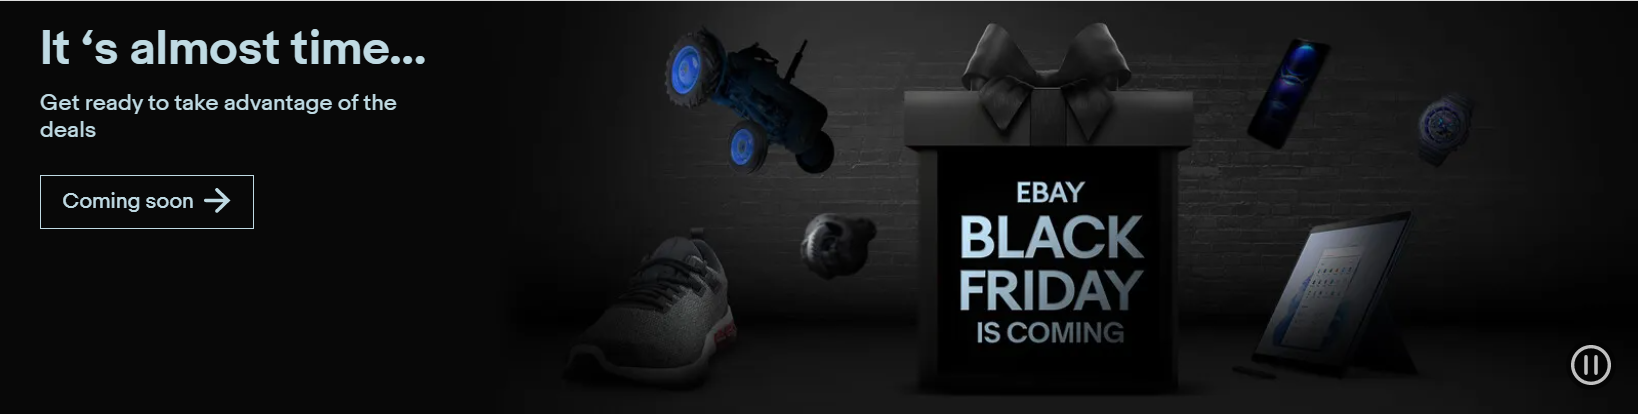 It ‘s almost time...
Get ready to take advantage of the
deals
Coming soon
EBAY
BLACK
FRIDAY
IS COMING